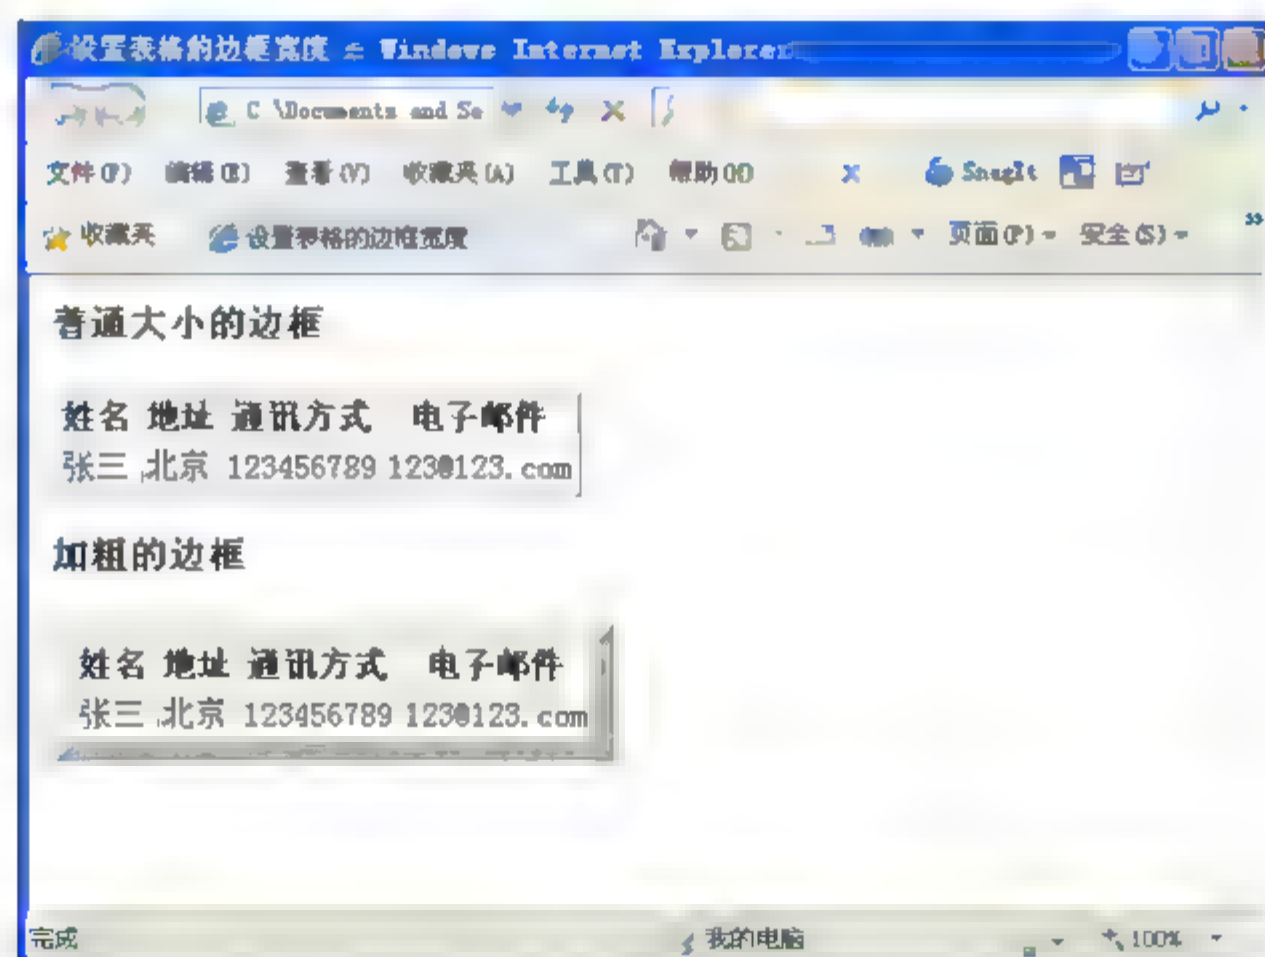 设置表格的边框宽度 - Windows Internet Explorer
C \Documents and Se
文件(F) 编辑(E) 查看(V) 收藏夹(A) 工具(T) 帮助(H) x SnagIt
收藏夹 设置表格的边框宽度 页面(P) 安全(S) »
普通大小的边框
姓名 地址 通讯方式 电子邮件
张三 北京 123456789 123@123.com
加粗的边框
姓名 地址 通讯方式 电子邮件
张三 北京 123456789 123@123.com
完成 我的电脑 100%